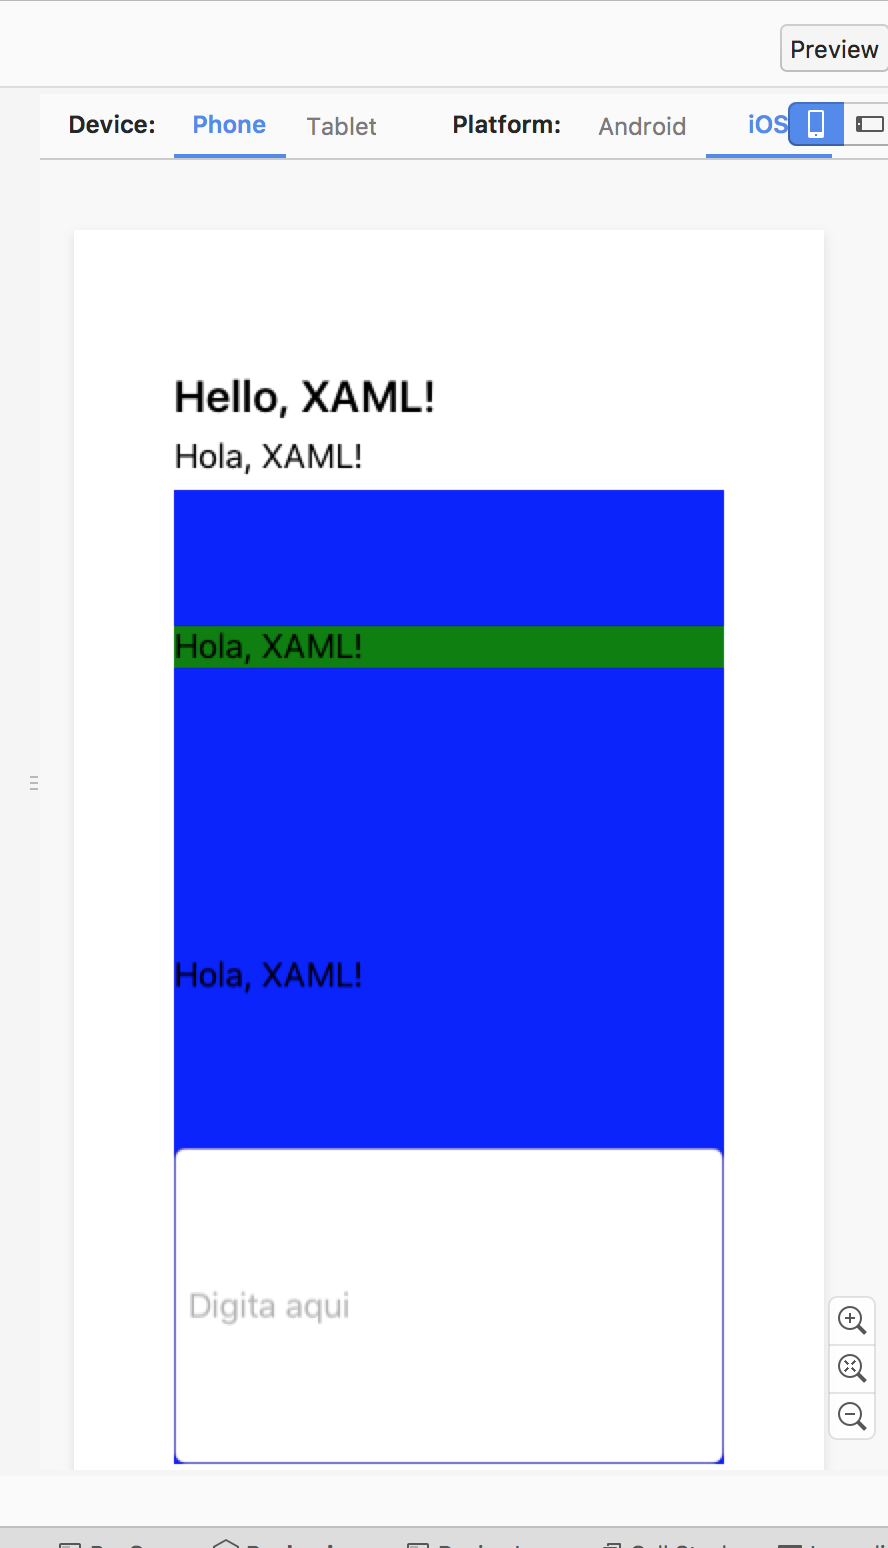 Preview
Device: Phone Tablet Platform: Android iOS
Hello, XAML!
Hola, XAML!
Hola, XAML!
Hola, XAML!
Digita aqui